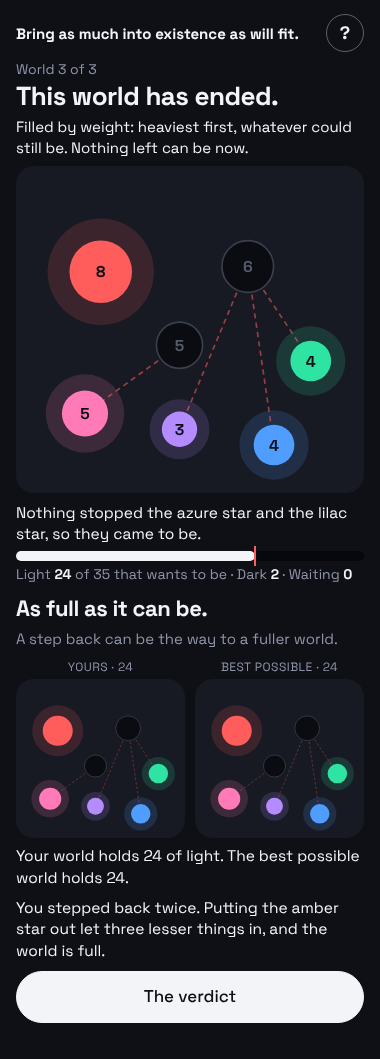 Bring as much into existence as will fit.
?
World 3 of 3
This world has ended.
Filled by weight: heaviest first, whatever could
still be. Nothing left can be now.
8
6
5
4
5
3
4
Nothing stopped the azure star and the lilac
star, so they came to be.
Light 24 of 35 that wants to be · Dark 2 · Waiting 0
As full as it can be.
A step back can be the way to a fuller world.
YOURS · 24
BEST POSSIBLE · 24
Your world holds 24 of light. The best possible
world holds 24.
You stepped back twice. Putting the amber
star out let three lesser things in, and the
world is full.
The verdict